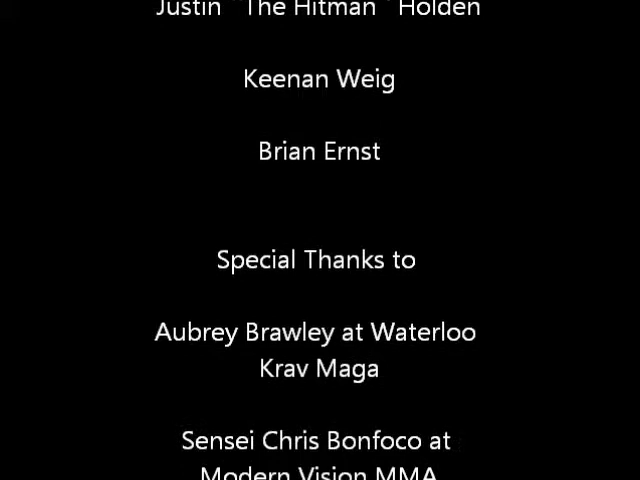 Justin "The Hitman " Holden
Keenan Weig
Brian Ernst
Special Thanks to
Aubrey Brawley at Waterloo
Krav Maga
Sensei Chris Bonfoco at
Modern Vision MMA